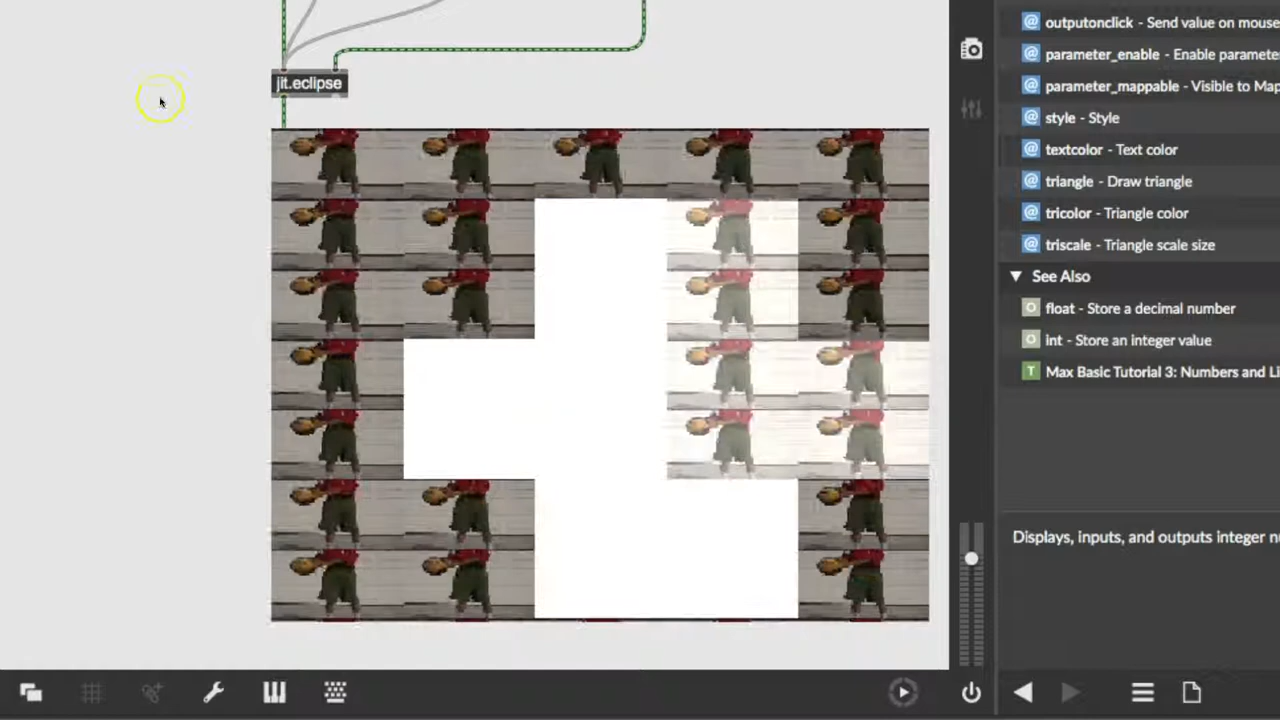 outputonclick - Send value on mouse
parameter_enable - Enable paramete
parameter_mappable - Visible to Map
jit.eclipse
style - Style
textcolor - Text color
triangle - Draw triangle
tricolor - Triangle color
triscale - Triangle scale size
See Also
float - Store a decimal number
int - Store an integer value
Max Basic Tutorial 3: Numbers and Li
Displays, inputs, and outputs integer nu